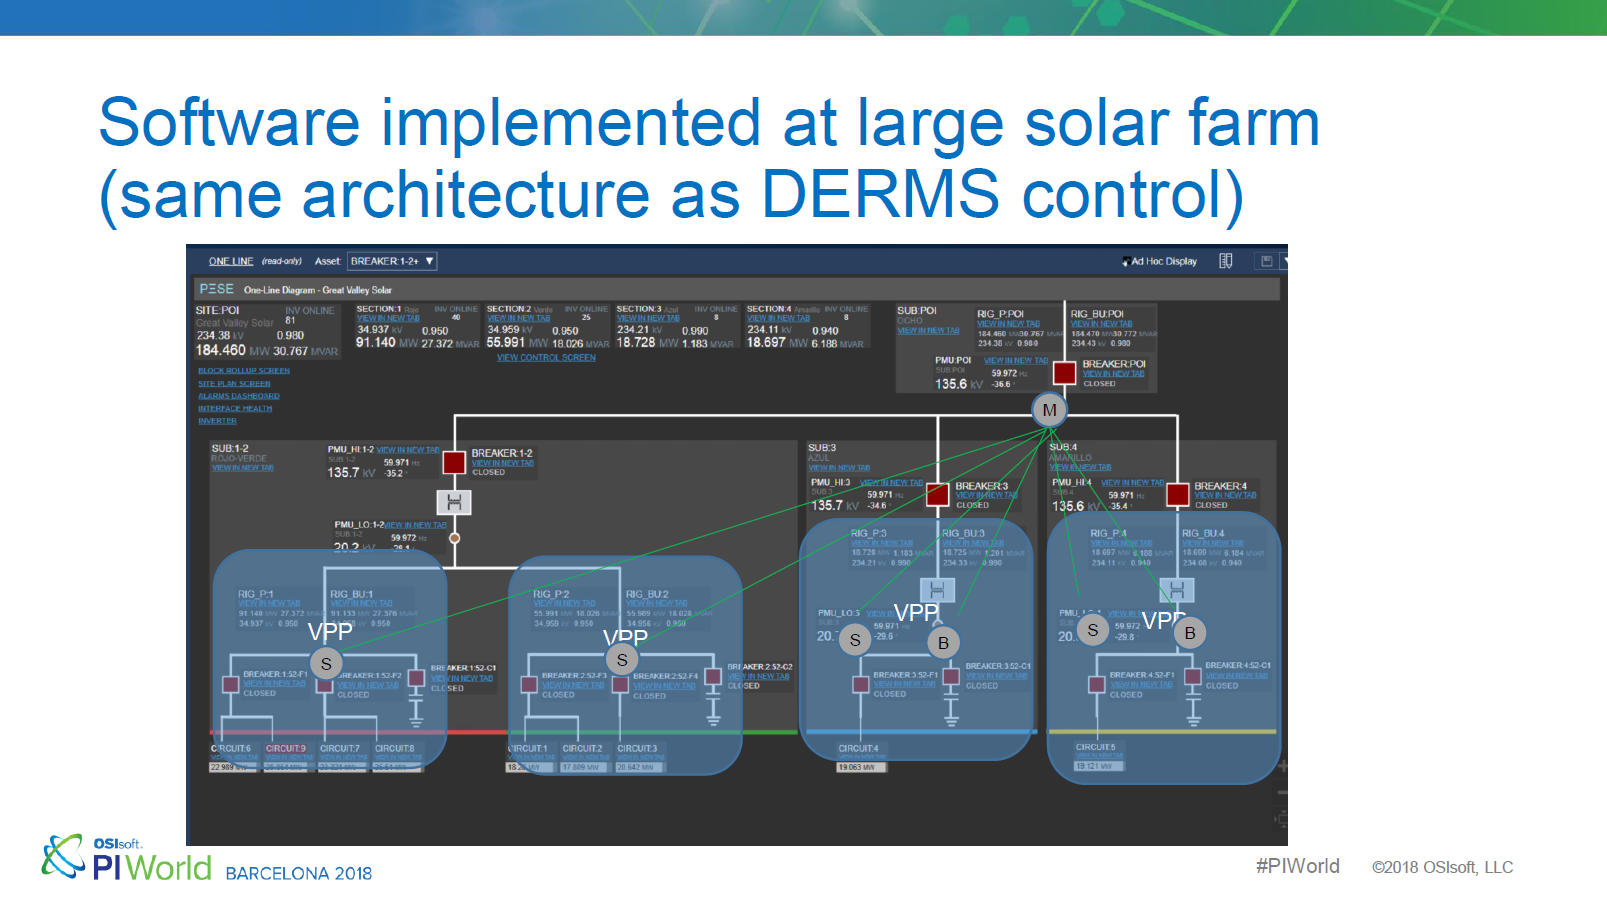 Software implemented at large solar farm
(same architecture as DERMS control)
ONE LINE (read-only) Asset: BREAKER:1-2+
Ad Hoc Display
One-Line Diagram - Great Valley Solar
SITE:POI INV ONLINE
Great Valley Solar 81
234.38 kV 0.980
184.460 MW 30.767 MVAR
BLOCK ROLLUP SCREEN
SITE PLAN SCREEN
ALARMS DASHBOARD
INTERFACE HEALTH
INVERTER
SECTION:1 Rojo INV ONLINE
VIEW IN NEW TAB 40
34.937 kV 0.950
91.140 MW 27.372 MVAR
SECTION:2 Verde INV ONLINE
VIEW IN NEW TAB 25
34.959 kV 0.950
55.991 MW 18.026 MVAR
SECTION:3 Azul INV ONLINE
VIEW IN NEW TAB 8
234.21 kV 0.990
18.728 MW 1.183 MVAR
SECTION:4 Amarillo INV ONLINE
VIEW IN NEW TAB 8
234.11 kV 0.940
18.697 MW 6.188 MVAR
VIEW CONTROL SCREEN
SUB:POI
OCHO
VIEW IN NEW TAB
RIG_P:POI
VIEW IN NEW TAB
184.460 MW 30.767 MVAR
234.38 kV 0.980
RIG_BU:POI
VIEW IN NEW TAB
184.470 MW 30.772 MVAR
234.43 kV 0.980
PMU:POI VIEW IN NEW TAB
SUB:POI 59.972 Hz
135.6 kV -36.6 °
BREAKER:POI
VIEW IN NEW TAB
CLOSED
M
SUB:1-2
ROJO-VERDE
VIEW IN NEW TAB
PMU_HI:1-2 VIEW IN NEW TAB
SUB:1-2 59.971 Hz
135.7 kV -35.2 °
BREAKER:1-2
VIEW IN NEW TAB
CLOSED
PMU_LO:1-2 VIEW IN NEW TAB
SUB:1-2 59.972 Hz
20.2 kV
SUB:3
AZUL
VIEW IN NEW TAB
PMU_HI:3 VIEW IN NEW TAB
SUB:3 59.971 Hz
135.7 kV -34.6 °
BREAKER:3
VIEW IN NEW TAB
CLOSED
SUB:4
AMARILLO
VIEW IN NEW TAB
PMU_HI:4 VIEW IN NEW TAB
SUB:4 59.971 Hz
135.6 kV -35.4 °
BREAKER:4
VIEW IN NEW TAB
CLOSED
RIG_P:1
VIEW IN NEW TAB
91.140 MW 27.372 MVAR
34.937 kV 0.950
RIG_BU:1
VIEW IN NEW TAB
91.133 MW 27.376 MVAR
0.950
VPP
S
BREAKER:1:52-F1
VIEW IN NEW TAB
CLOSED
BREAKER:1:52-F2
VIEW IN NEW TAB
CLOSED
BREAKER:1:52-C1
VIEW IN NEW TAB
CLOSED
CIRCUIT:6
22.989 MW
CIRCUIT:9
CIRCUIT:7
CIRCUIT:8
RIG_P:2
VIEW IN NEW TAB
55.991 MW 18.026 MVAR
34.959 kV 0.950
RIG_BU:2
VIEW IN NEW TAB
55.989 MW 18.028 MVAR
34.956 kV 0.950
VPP
S
BREAKER:2:52-F3
VIEW IN NEW TAB
CLOSED
BREAKER:2:52-F4
VIEW IN NEW TAB
CLOSED
BREAKER:2:52-C2
VIEW IN NEW TAB
CLOSED
CIRCUIT:1
CIRCUIT:2
17.809 MW
CIRCUIT:3
20.642 MW
RIG_P:3
VIEW IN NEW TAB
18.728 MW 1.183 MVAR
234.21 kV 0.990
RIG_BU:3
VIEW IN NEW TAB
18.725 MW 1.201 MVAR
234.33 kV 0.990
PMU_LO:3 VIEW IN
59.971 Hz
-29.6 °
VPP
S
B
BREAKER:3:52-F1
VIEW IN NEW TAB
CLOSED
BREAKER:3:52-C1
VIEW IN NEW TAB
CLOSED
CIRCUIT:4
19.063 MW
RIG_P:4
VIEW IN NEW TAB
18.697 MW 6.188 MVAR
234.11 kV 0.940
RIG_BU:4
VIEW IN NEW TAB
18.699 MW 6.184 MVAR
234.08 kV 0.940
VIEW IN NEW TAB
59.972
-29.8 °
VPP
S
B
BREAKER:4:52-F1
VIEW IN NEW TAB
CLOSED
BREAKER:4:52-C1
VIEW IN NEW TAB
CLOSED
CIRCUIT:5
VIEW IN NEW TAB
19.121 MW
OSIsoft.
PI World BARCELONA 2018
#PIWorld ©2018 OSIsoft, LLC